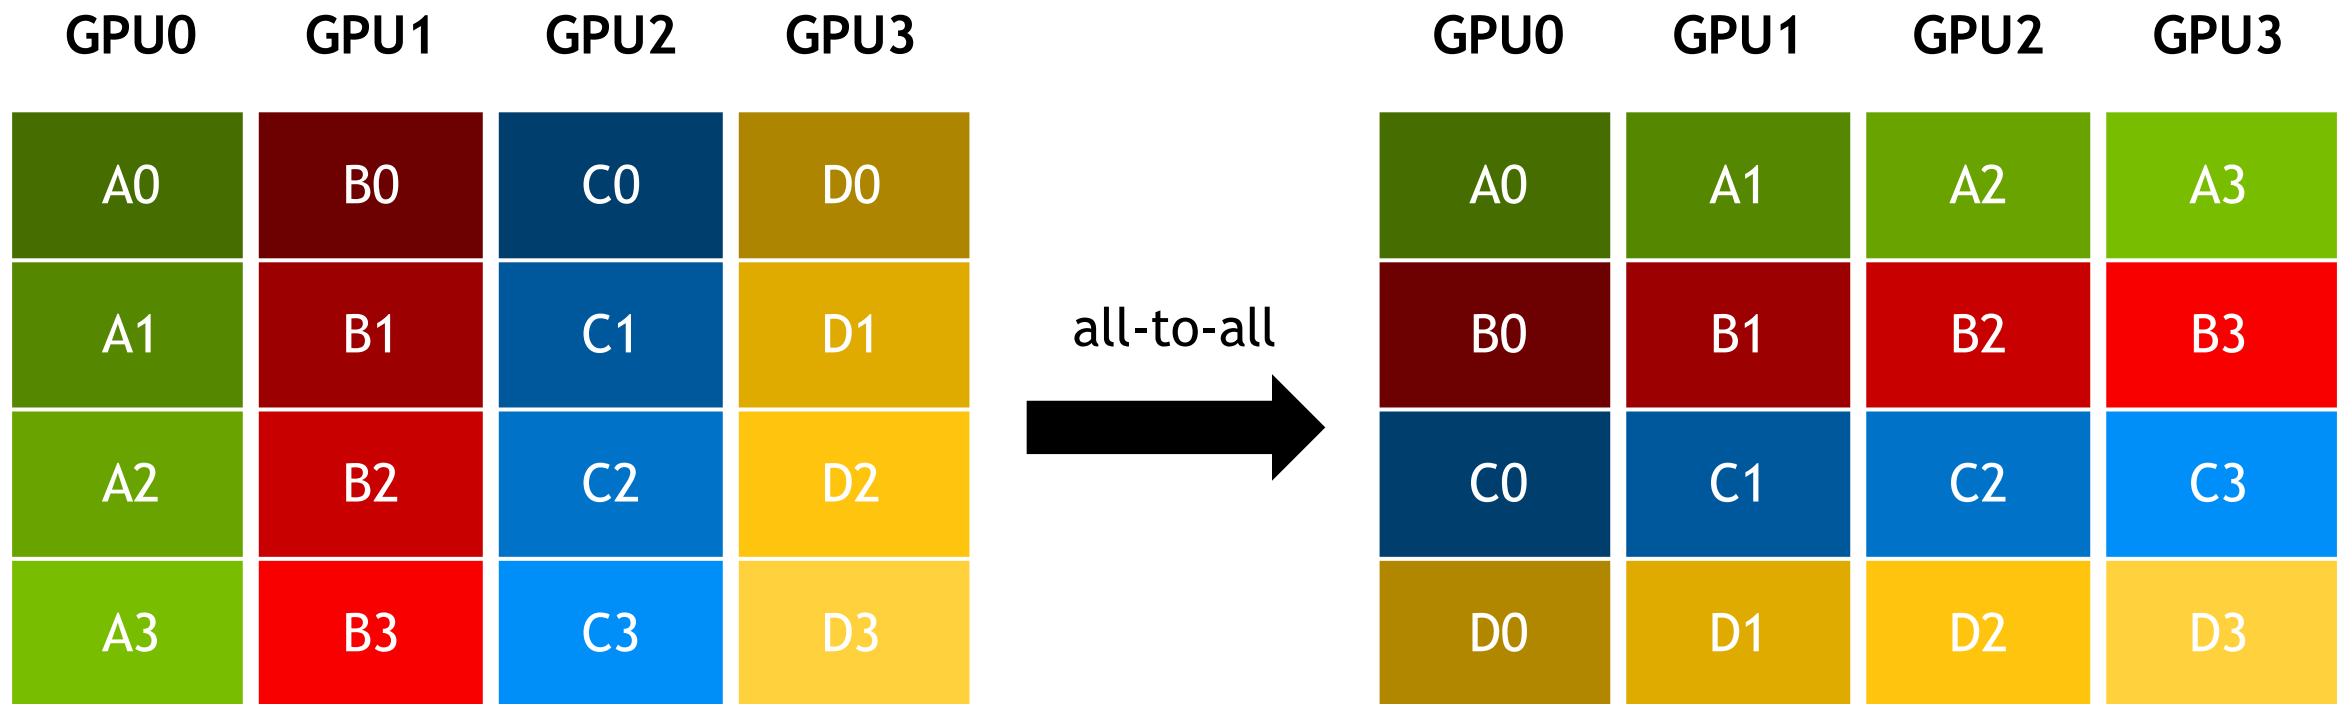 GPU0 GPU1 GPU2 GPU3 GPU0 GPU1 GPU2 GPU3
A0 B0 C0 D0 A0 A1 A2 A3
A1 B1 C1 D1 all-to-all B0 B1 B2 B3
A2 B2 C2 D2 C0 C1 C2 C3
A3 B3 C3 D3 D0 D1 D2 D3